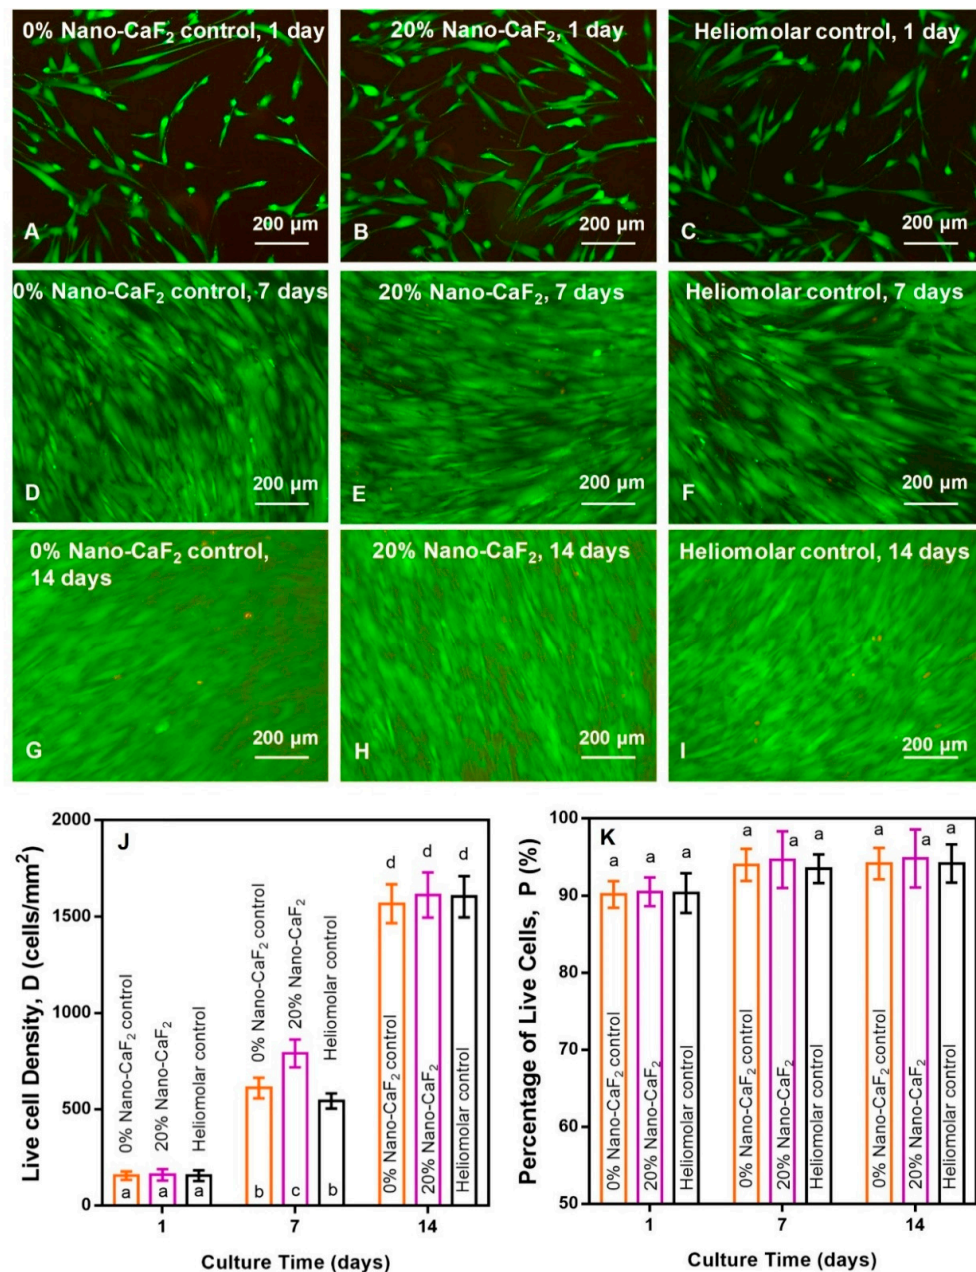 0% Nano-CaF₂ control, 1 day
A
200 µm
20% Nano-CaF₂, 1 day
B
200 µm
Heliomolar control, 1 day
C
200 µm
0% Nano-CaF₂ control, 7 days
D
200 µm
20% Nano-CaF₂, 7 days
E
200 µm
Heliomolar control, 7 days
F
200 µm
0% Nano-CaF₂ control,
14 days
G
200 µm
20% Nano-CaF₂, 14 days
H
200 µm
Heliomolar control, 14 days
I
200 µm
J
Live cell Density, D (cells/mm²)
2000
1500
1000
500
0
0% Nano-CaF₂ control
20% Nano-CaF₂
Heliomolar control
a
a
a
0% Nano-CaF₂ control
20% Nano-CaF₂
Heliomolar control
b
c
b
d
d
d
0% Nano-CaF₂ control
20% Nano-CaF₂
Heliomolar control
1
7
14
Culture Time (days)
K
Percentage of Live Cells, P (%)
100
90
80
70
60
50
a
a
a
0% Nano-CaF₂ control
20% Nano-CaF₂
Heliomolar control
a
a
a
0% Nano-CaF₂ control
20% Nano-CaF₂
Heliomolar control
a
a
a
0% Nano-CaF₂ control
20% Nano-CaF₂
Heliomolar control
1
7
14
Culture Time (days)